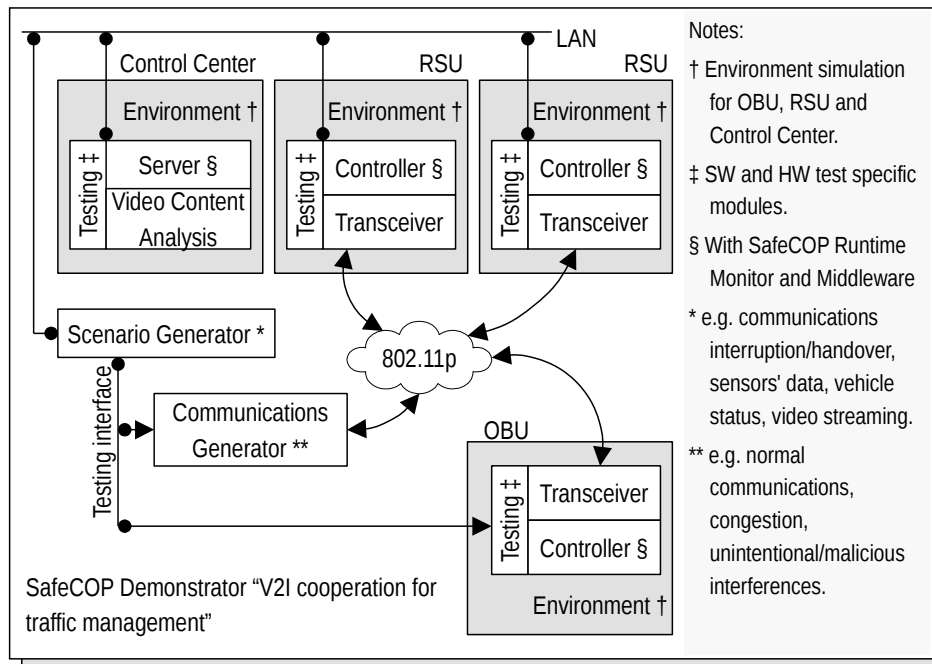 LAN
Control Center
RSU
RSU
Environment †
Environment †
Environment †
Testing ‡
Server §
Video Content
Analysis
Testing ‡
Controller §
Transceiver
Testing ‡
Controller §
Transceiver
Scenario Generator *
802.11p
Testing interface
Communications
Generator **
OBU
Testing ‡
Transceiver
Controller §
Environment †
SafeCOP Demonstrator “V2I cooperation for
traffic management”
Notes:
† Environment simulation
for OBU, RSU and
Control Center.
‡ SW and HW test specific
modules.
§ With SafeCOP Runtime
Monitor and Middleware
* e.g. communications
interruption/handover,
sensors' data, vehicle
status, video streaming.
** e.g. normal
communications,
congestion,
unintentional/malicious
interferences.